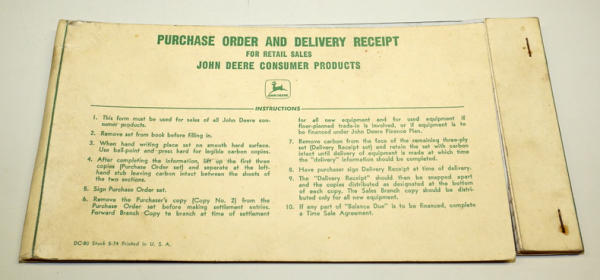 PURCHASE ORDER AND DELIVERY RECEIPT
FOR RETAIL SALES
JOHN DEERE CONSUMER PRODUCTS
JOHN DEERE
INSTRUCTIONS
1. This form must be used for sales of all John Deere con-
sumer products.
2. Remove set from book before filling in.
3. When hand writing place set on smooth hard surface.
Use ball-point and press hard for legible carbon copies.
4. After completing the information, lift up the first three
copies (Purchase Order set) and separate at the left-
hand stub leaving carbon intact between the sheets of
the two sections.
5. Sign Purchase Order set.
6. Remove the Purchaser's copy (Copy No. 2) from the
Purchase Order set before making settlement entries.
Forward Branch Copy to branch at time of settlement
for all new equipment and for used equipment if
floor-planned trade-in is involved, or if equipment is to
be financed under John Deere Finance Plan.
7. Remove carbon from the face of the remaining three-ply
set (Delivery Receipt set) and retain the set with carbon
intact until delivery of equipment is made at which time
the "delivery" information should be completed.
8. Have purchaser sign Delivery Receipt at time of delivery.
9. The "Delivery Receipt" should then be snapped apart
and the copies distributed as designated at the bottom
of each copy. The Sales Branch copy should be distri-
buted only for all new equipment.
10. If any part of "Balance Due" is to be financed, complete
a Time Sale Agreement.
DC-80 Stock 5-74 Printed in U. S. A.